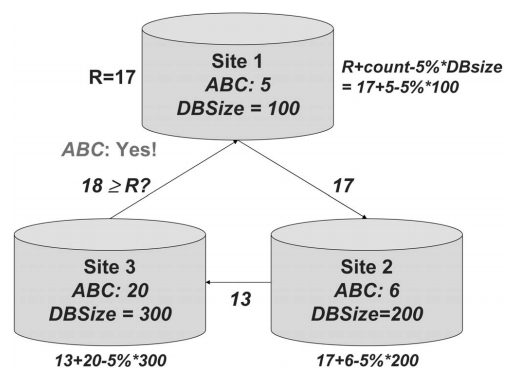 R=17
Site 1
ABC: 5
DBSize = 100
R+count-5%*DBsize
= 17+5-5%*100
ABC: Yes!
18 ≥ R?
17
Site 3
ABC: 20
DBSize = 300
13
Site 2
ABC: 6
DBSize=200
13+20-5%*300
17+6-5%*200